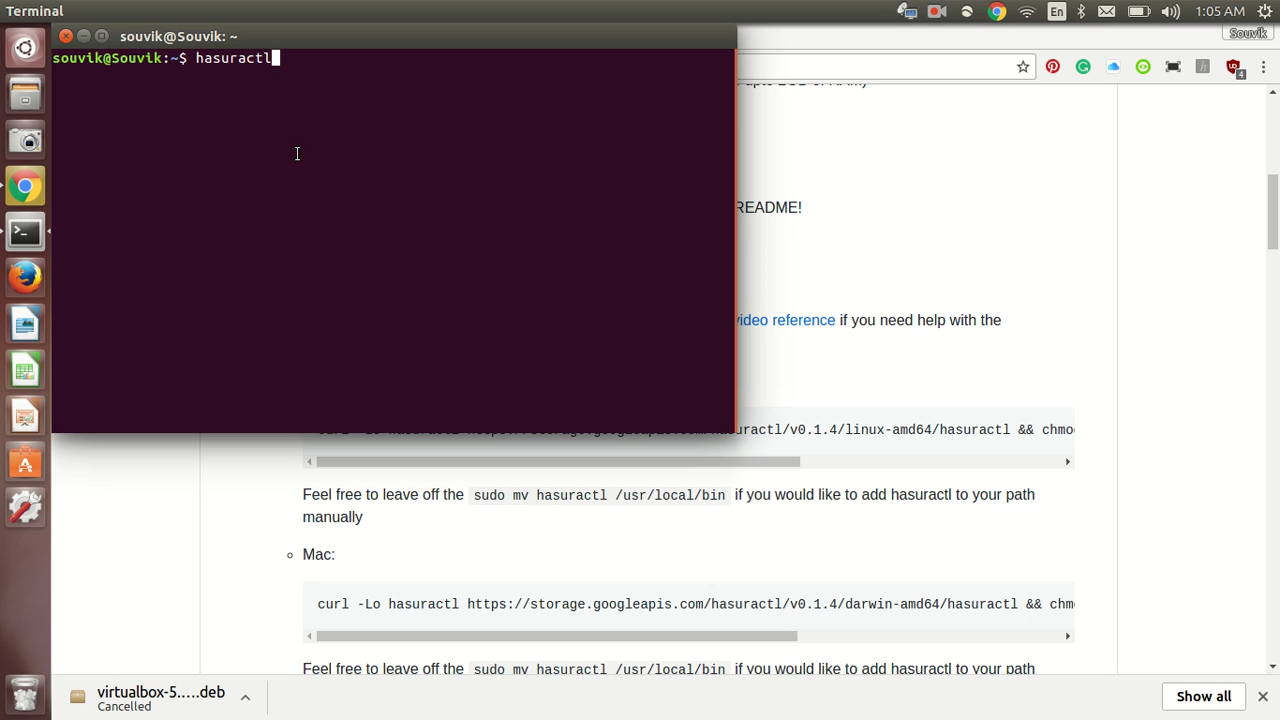 Terminal
En
1:05 AM
souvik@Souvik: ~
Souvik
souvik@Souvik:~$ hasuractl
4
README!
video reference if you need help with the
uractl/v0.1.4/linux-amd64/hasuractl && chmo
Feel free to leave off the sudo mv hasuractl /usr/local/bin if you would like to add hasuractl to your path
manually
Mac:
curl -Lo hasuractl https://storage.googleapis.com/hasuractl/v0.1.4/darwin-amd64/hasuractl && chmo
Feel free to leave off the sudo mv hasuractl /usr/local/bin if you would like to add hasuractl to your path
virtualbox-5.....deb
Cancelled
Show all